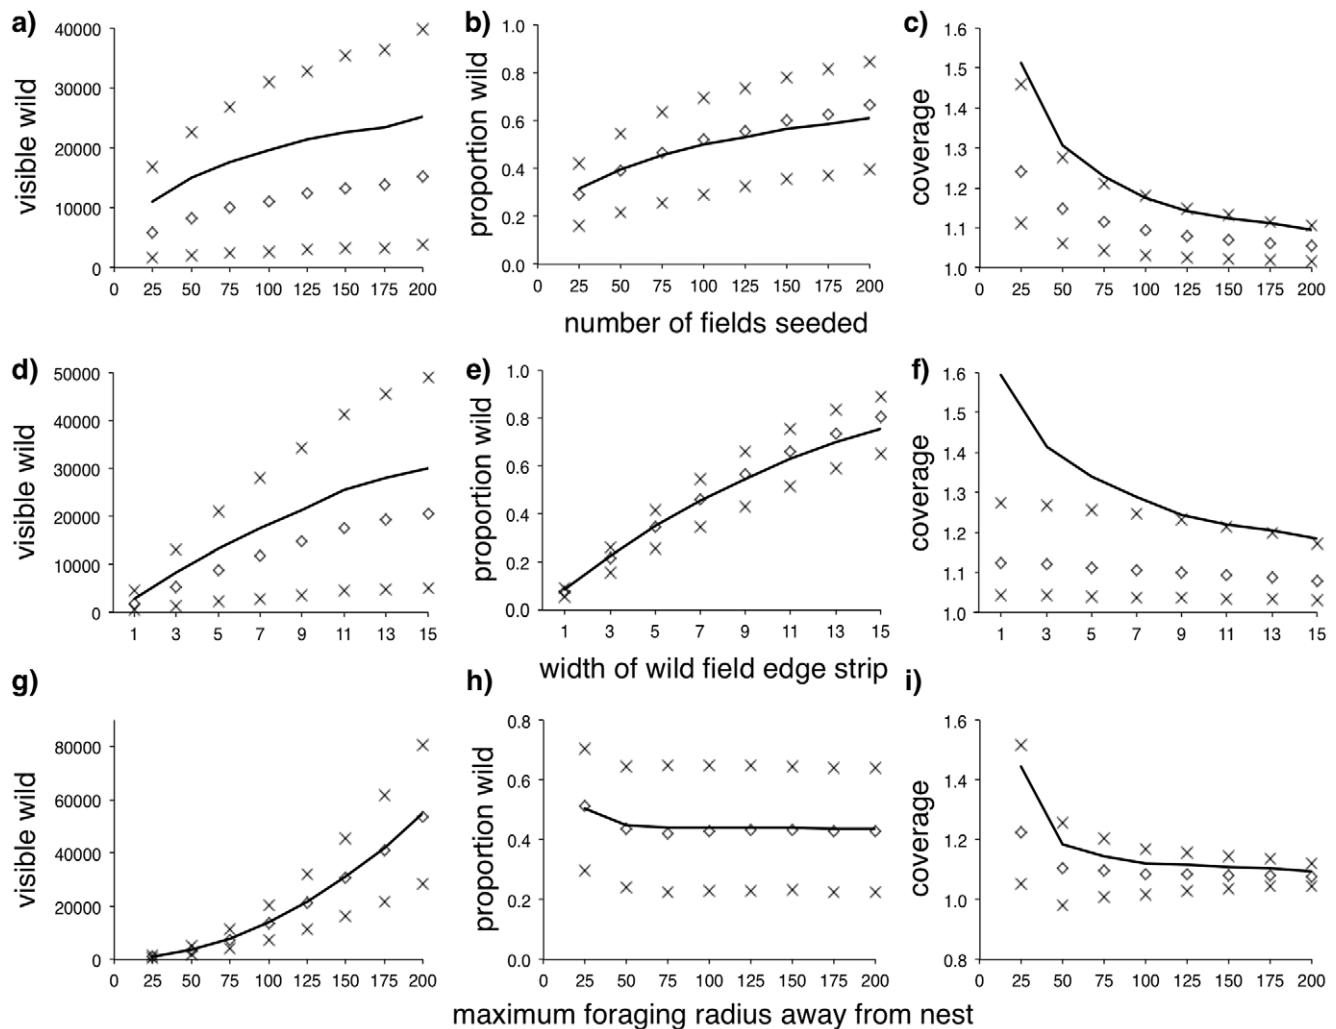 a)
visible wild
40000
30000
20000
10000
0
0 25 50 75 100 125 150 175 200
b)
proportion wild
1.0
0.8
0.6
0.4
0.2
0.0
0 25 50 75 100 125 150 175 200
c)
coverage
1.6
1.5
1.4
1.3
1.2
1.1
1.0
0 25 50 75 100 125 150 175 200
number of fields seeded
d)
visible wild
50000
40000
30000
20000
10000
0
1 3 5 7 9 11 13 15
e)
proportion wild
1.0
0.8
0.6
0.4
0.2
0.0
1 3 5 7 9 11 13 15
f)
coverage
1.6
1.5
1.4
1.3
1.2
1.1
1.0
1 3 5 7 9 11 13 15
width of wild field edge strip
g)
visible wild
80000
60000
40000
20000
0
0 25 50 75 100 125 150 175 200
h)
proportion wild
0.8
0.6
0.4
0.2
0.0
0 25 50 75 100 125 150 175 200
i)
coverage
1.6
1.4
1.2
1.0
0.8
0 25 50 75 100 125 150 175 200
maximum foraging radius away from nest